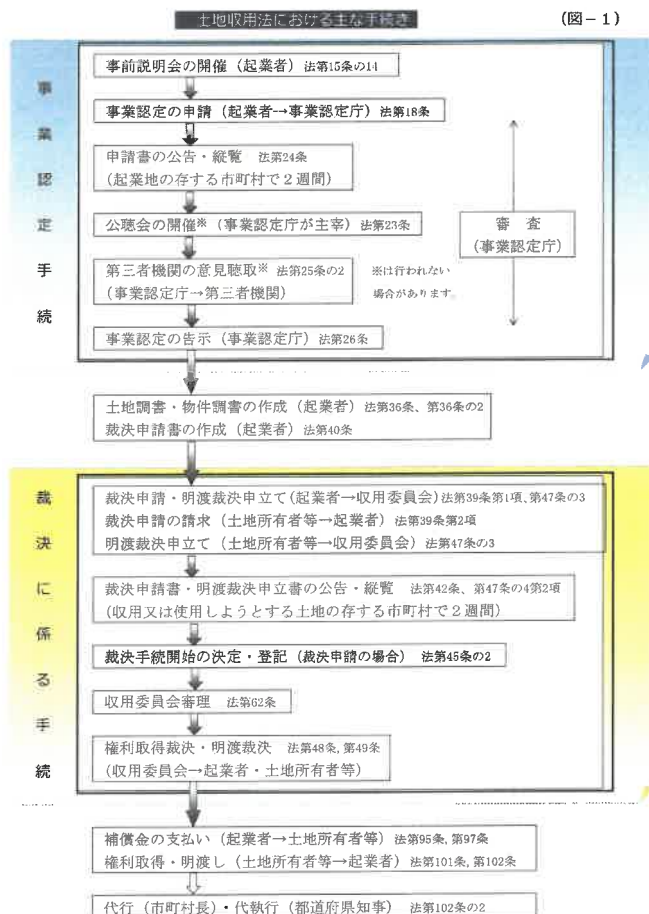 土地収用法における主な手続き
(図－1)
事業認定手続
事前説明会の開催（起業者）法第15条の14
事業認定の申請（起業者→事業認定庁）法第18条
申請書の公告・縦覧　法第24条
（起業地の存する市町村で２週間）
公聴会の開催※（事業認定庁が主宰）法第23条
第三者機関の意見聴取※　法第25条の2
（事業認定庁→第三者機関）
※は行われない
場合があります。
審査
（事業認定庁）
事業認定の告示（事業認定庁）法第26条
土地調書・物件調書の作成（起業者）法第36条、第36条の2
裁決申請書の作成（起業者）法第40条
裁決に係る手続
裁決申請・明渡裁決申立て（起業者→収用委員会）法第39条第1項、第47条の3
裁決申請の請求（土地所有者等→起業者）法第39条第2項
明渡裁決申立て（土地所有者等→収用委員会）法第47条の3
裁決申請書・明渡裁決申立書の公告・縦覧　法第42条、第47条の4第2項
（収用又は使用しようとする土地の存する市町村で２週間）
裁決手続開始の決定・登記（裁決申請の場合）　法第45条の2
収用委員会審理　法第62条
権利取得裁決・明渡裁決　法第48条, 第49条
（収用委員会→起業者・土地所有者等）
補償金の支払い（起業者→土地所有者等）法第95条, 第97条
権利取得・明渡し（土地所有者等→起業者）法第101条, 第102条
代行（市町村長）・代執行（都道府県知事）　法第102条の2